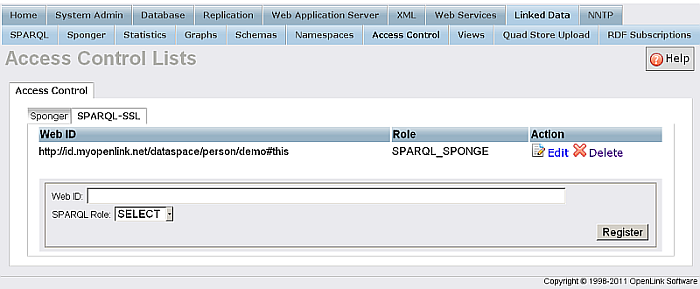 Home System Admin Database Replication Web Application Server XML Web Services Linked Data NNTP
SPARQL Sponger Statistics Graphs Schemas Namespaces Access Control Views Quad Store Upload RDF Subscriptions
Access Control Lists
Help
Access Control
Sponger SPARQL-SSL
Web ID Role Action
http://id.myopenlink.net/dataspace/person/demo#this SPARQL_SPONGE Edit Delete
Web ID:
SPARQL Role: SELECT
Register
Copyright © 1998-2011 OpenLink Software